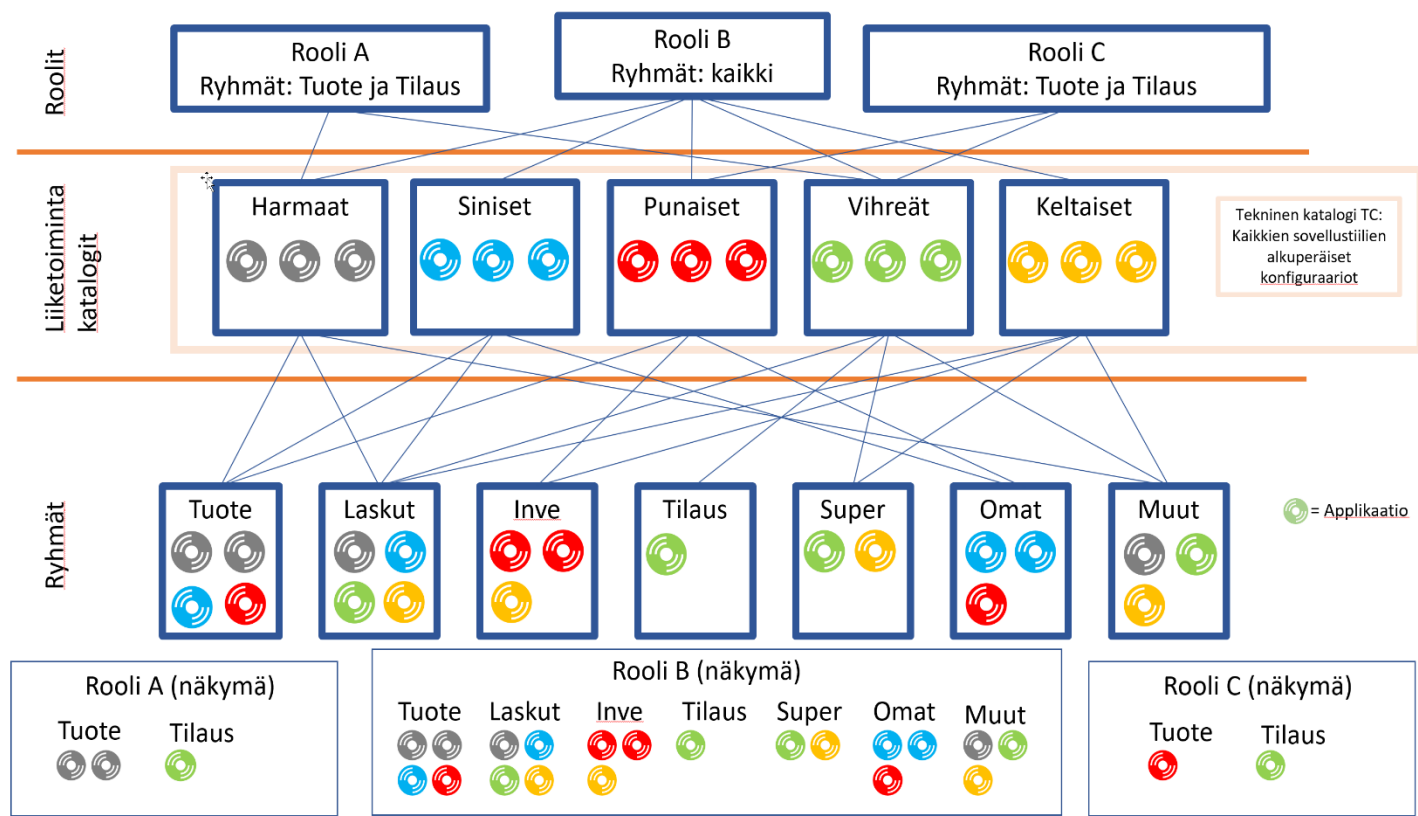 Roolit
Rooli A
Ryhmät: Tuote ja Tilaus
Rooli B
Ryhmät: kaikki
Rooli C
Ryhmät: Tuote ja Tilaus
Liiketoiminta
katalogit
Harmaat
Siniset
Punaiset
Vihreät
Keltaiset
Tekninen katalogi TC:
Kaikkien sovellustiilien
alkuperäiset
konfiguraariot
Ryhmät
Tuote
Laskut
Inve
Tilaus
Super
Omat
Muut
= Applikaatio
Rooli A (näkymä)
Tuote
Tilaus
Rooli B (näkymä)
Tuote
Laskut
Inve
Tilaus
Super
Omat
Muut
Rooli C (näkymä)
Tuote
Tilaus